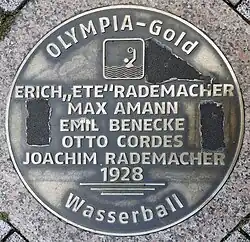 OLYMPIA-Gold
ERICH„ETE"RADEMACHER
MAX AMANN
EMIL BENECKE
OTTO CORDES
JOACHIM RADEMACHER
1928
Wasserball